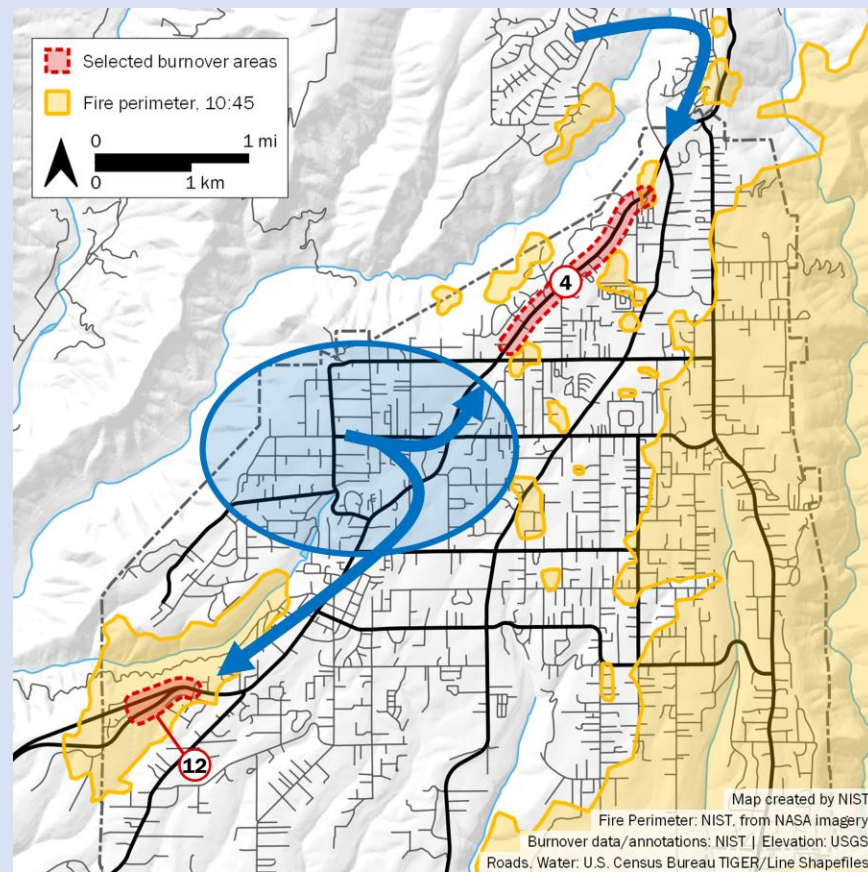 Selected burnover areas
Fire perimeter, 10:45
0 1 mi
0 1 km
4
12
Map created by NIST
Fire Perimeter: NIST, from NASA imagery
Burnover data/annotations: NIST | Elevation: USGS
Roads, Water: U.S. Census Bureau TIGER/Line Shapefiles